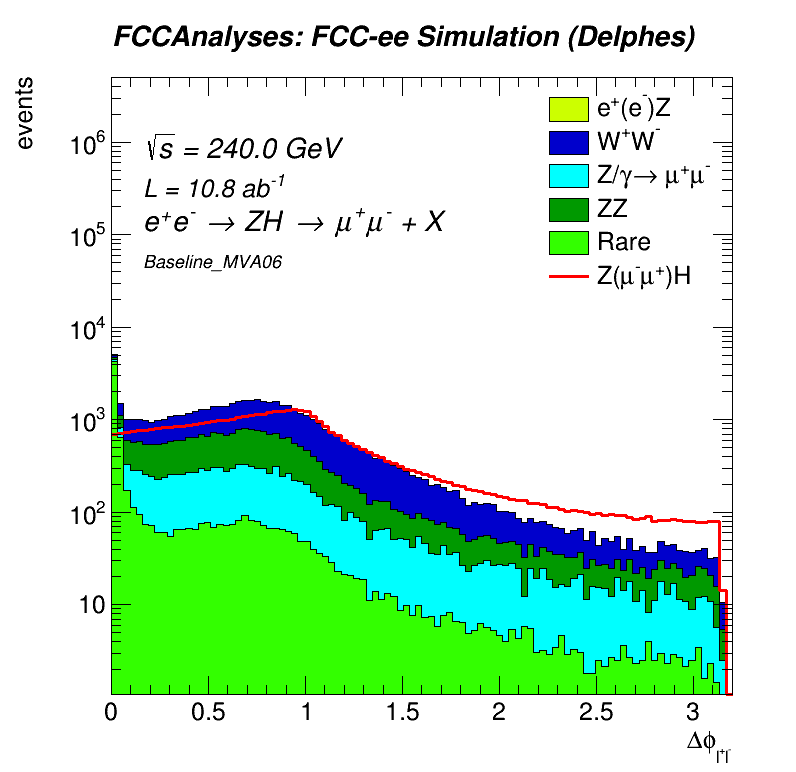 FCCAnalyses: FCC-ee Simulation (Delphes)
events
√s = 240.0 GeV
L = 10.8 ab⁻¹
e⁺e⁻ → ZH → μ⁺μ⁻ + X
Baseline_MVA06
e⁺(e⁻)Z
W⁺W⁻
Z/γ→ μ⁺μ⁻
ZZ
Rare
Z(μ⁻μ⁺)H
10⁶
10⁵
10⁴
10³
10²
10
0 0.5 1 1.5 2 2.5 3
Δϕ_l⁺l⁻